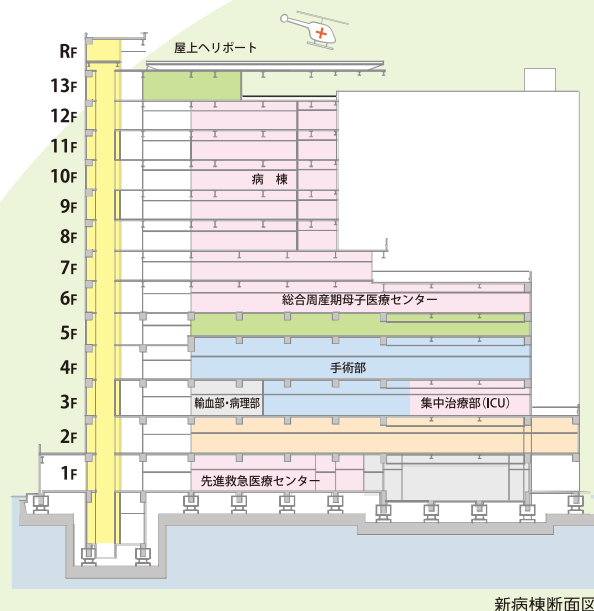 RF
屋上ヘリポート
13F
12F
11F
10F
病 棟
9F
8F
7F
6F
総合周産期母子医療センター
5F
4F
手術部
3F
輸血部・病理部
集中治療部(ICU)
2F
1F
先進救急医療センター
新病棟断面図